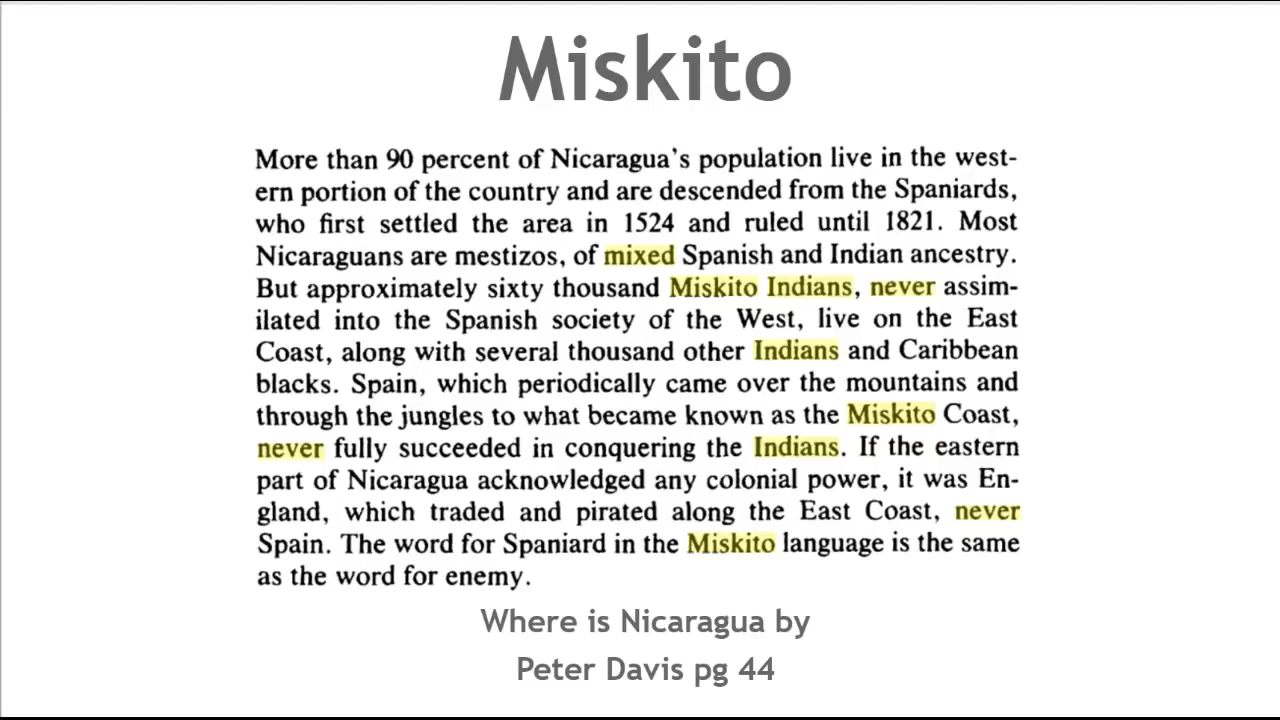 Miskito
More than 90 percent of Nicaragua's population live in the west-
ern portion of the country and are descended from the Spaniards,
who first settled the area in 1524 and ruled until 1821. Most
Nicaraguans are mestizos, of mixed Spanish and Indian ancestry.
But approximately sixty thousand Miskito Indians, never assim-
ilated into the Spanish society of the West, live on the East
Coast, along with several thousand other Indians and Caribbean
blacks. Spain, which periodically came over the mountains and
through the jungles to what became known as the Miskito Coast,
never fully succeeded in conquering the Indians. If the eastern
part of Nicaragua acknowledged any colonial power, it was En-
gland, which traded and pirated along the East Coast, never
Spain. The word for Spaniard in the Miskito language is the same
as the word for enemy.
Where is Nicaragua by
Peter Davis pg 44